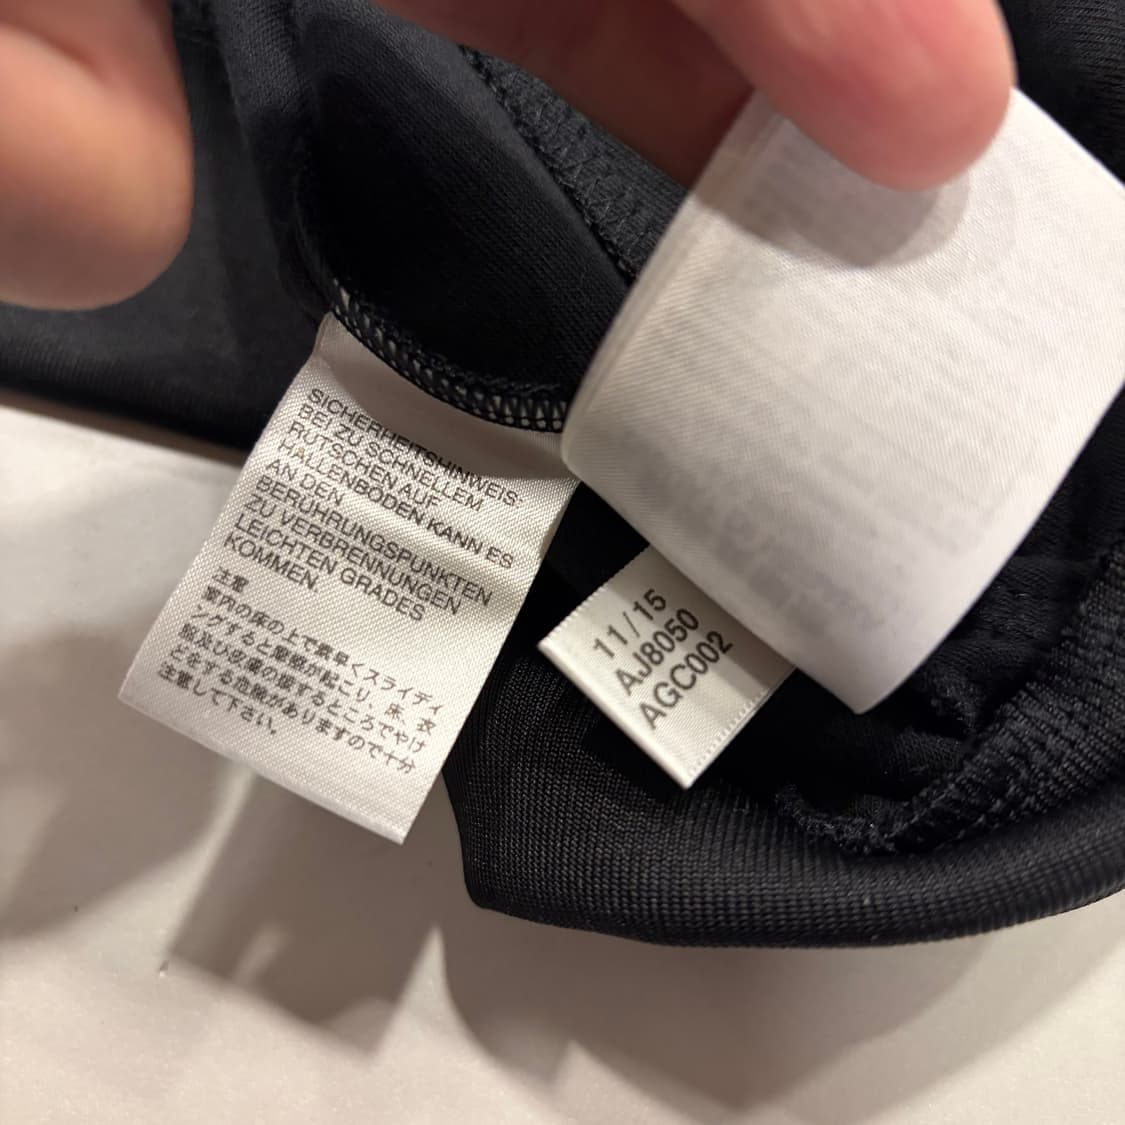 SICHERHEITSHINWEIS:
BEI ZU SCHNELLEM
RUTSCHEN AUF
HALLENBÖDEN KANN ES
AN DEN
BERÜHRUNGSPUNKTEN
ZU VERBRENNUNGEN
LEICHTEN GRADES
KOMMEN.
注意
室内の床の上で素早くスライディ
ングすると摩擦が起こり、床、衣
服及び皮膚の接するところでやけ
どをする危険がありますので十分
注意して下さい。
11/15
AJ8050
AGC002